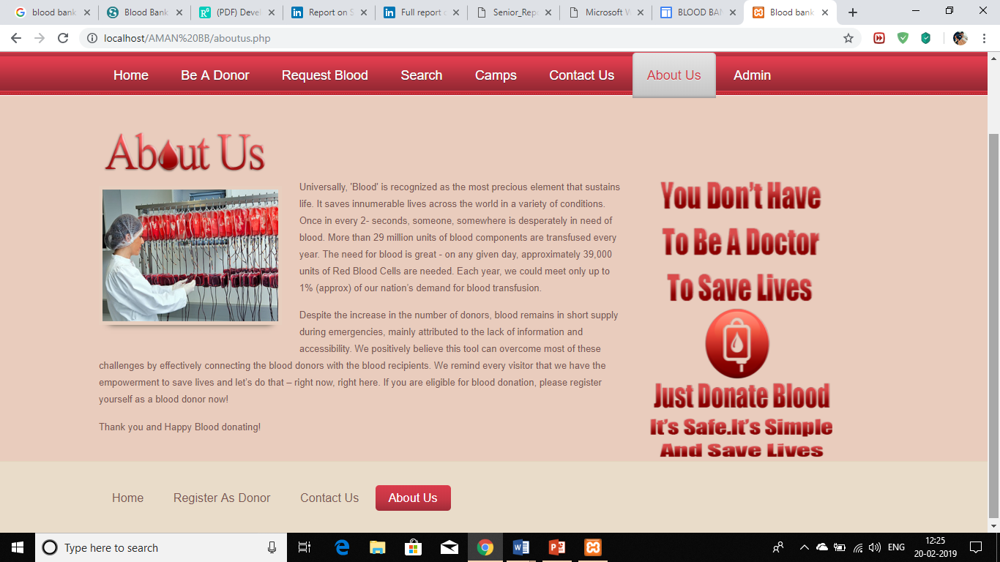 blood bank
Blood Bank
(PDF) Deve
Report on S
Full report
Senior_Rep
Microsoft W
BLOOD BAN
Blood bank
localhost/AMAN%20BB/aboutus.php
Home Be A Donor Request Blood Search Camps Contact Us About Us Admin
About Us
Universally, 'Blood' is recognized as the most precious element that sustains
life. It saves innumerable lives across the world in a variety of conditions.
Once in every 2- seconds, someone, somewhere is desperately in need of
blood. More than 29 million units of blood components are transfused every
year. The need for blood is great - on any given day, approximately 39,000
units of Red Blood Cells are needed. Each year, we could meet only up to
1% (approx) of our nation’s demand for blood transfusion.
Despite the increase in the number of donors, blood remains in short supply
during emergencies, mainly attributed to the lack of information and
accessibility. We positively believe this tool can overcome most of these
challenges by effectively connecting the blood donors with the blood recipients. We remind every visitor that we have the
empowerment to save lives and let’s do that – right now, right here. If you are eligible for blood donation, please register
yourself as a blood donor now!
Thank you and Happy Blood donating!
You Don't Have
To Be A Doctor
To Save Lives
Just Donate Blood
It's Safe.It's Simple
And Save Lives
Home Register As Donor Contact Us About Us
Type here to search
ENG
12:25
20-02-2019